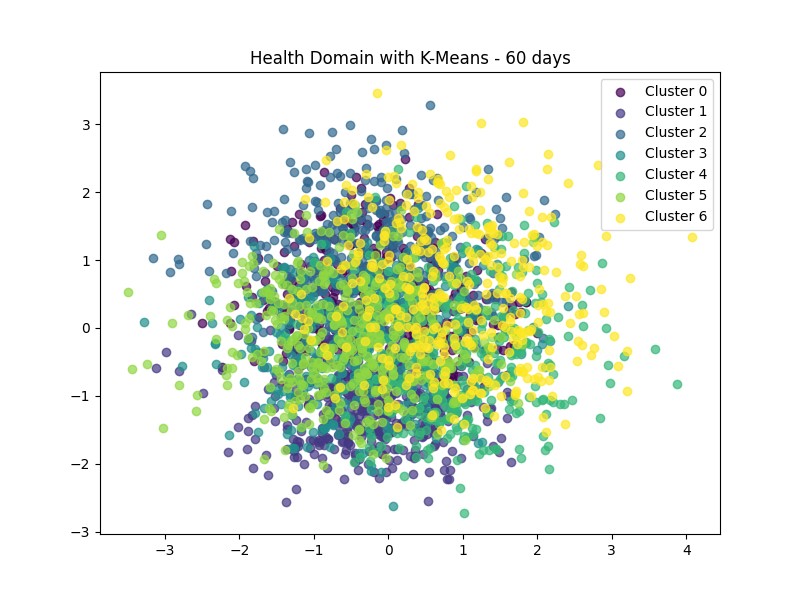 Health Domain with K-Means - 60 days
Cluster 0
Cluster 1
Cluster 2
Cluster 3
Cluster 4
Cluster 5
Cluster 6
3
2
1
0
−1
−2
−3
−3 −2 −1 0 1 2 3 4